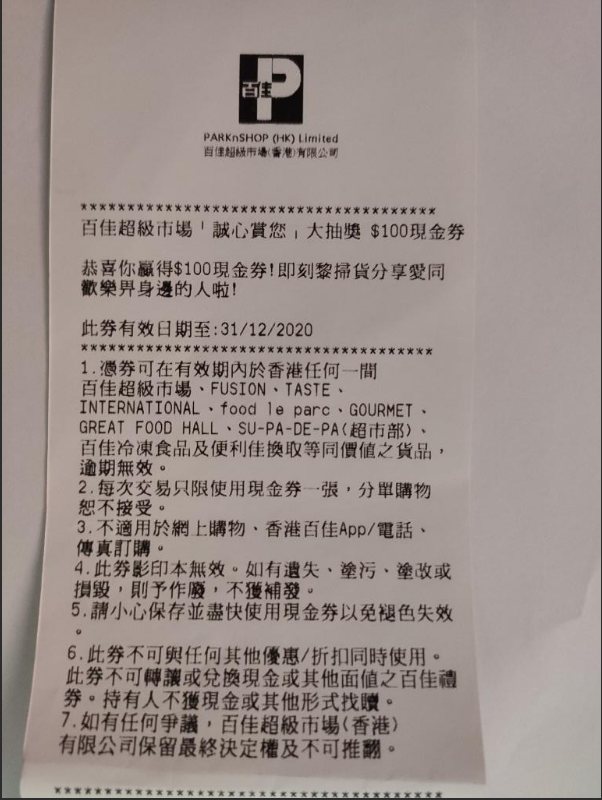 百佳
P
PARKnSHOP (HK) Limited
百佳超級市場(香港)有限公司
************************************
百佳超級市場「誠心賞您」大抽獎 $100現金券
恭喜你贏得$100現金券!即刻黎掃貨分享愛同
歡樂畀身邊的人啦!
此券有效日期至:31/12/2020
************************************
1.憑券可在有效期內於香港任何一間
百佳超級市場、FUSION、TASTE、
INTERNATIONAL、food le parc、GOURMET、
GREAT FOOD HALL、SU-PA-DE-PA(超市部)、
百佳冷凍食品及便利佳換取等同價值之貨品，
逾期無效。
2.每次交易只限使用現金券一張，分單購物
恕不接受。
3.不適用於網上購物、香港百佳App/電話、
傳真訂購。
4.此券影印本無效。如有遺失、塗污、塗改或
損毀，則予作廢，不獲補發。
5.請小心保存並盡快使用現金券以免褪色失效
。
6.此券不可與任何其他優惠/折扣同時使用。
此券不可轉讓或兌換現金或其他面值之百佳禮
券。持有人不獲現金或其他形式找贖。
7.如有任何爭議，百佳超級市場(香港)
有限公司保留最終決定權及不可推翻。
************************************